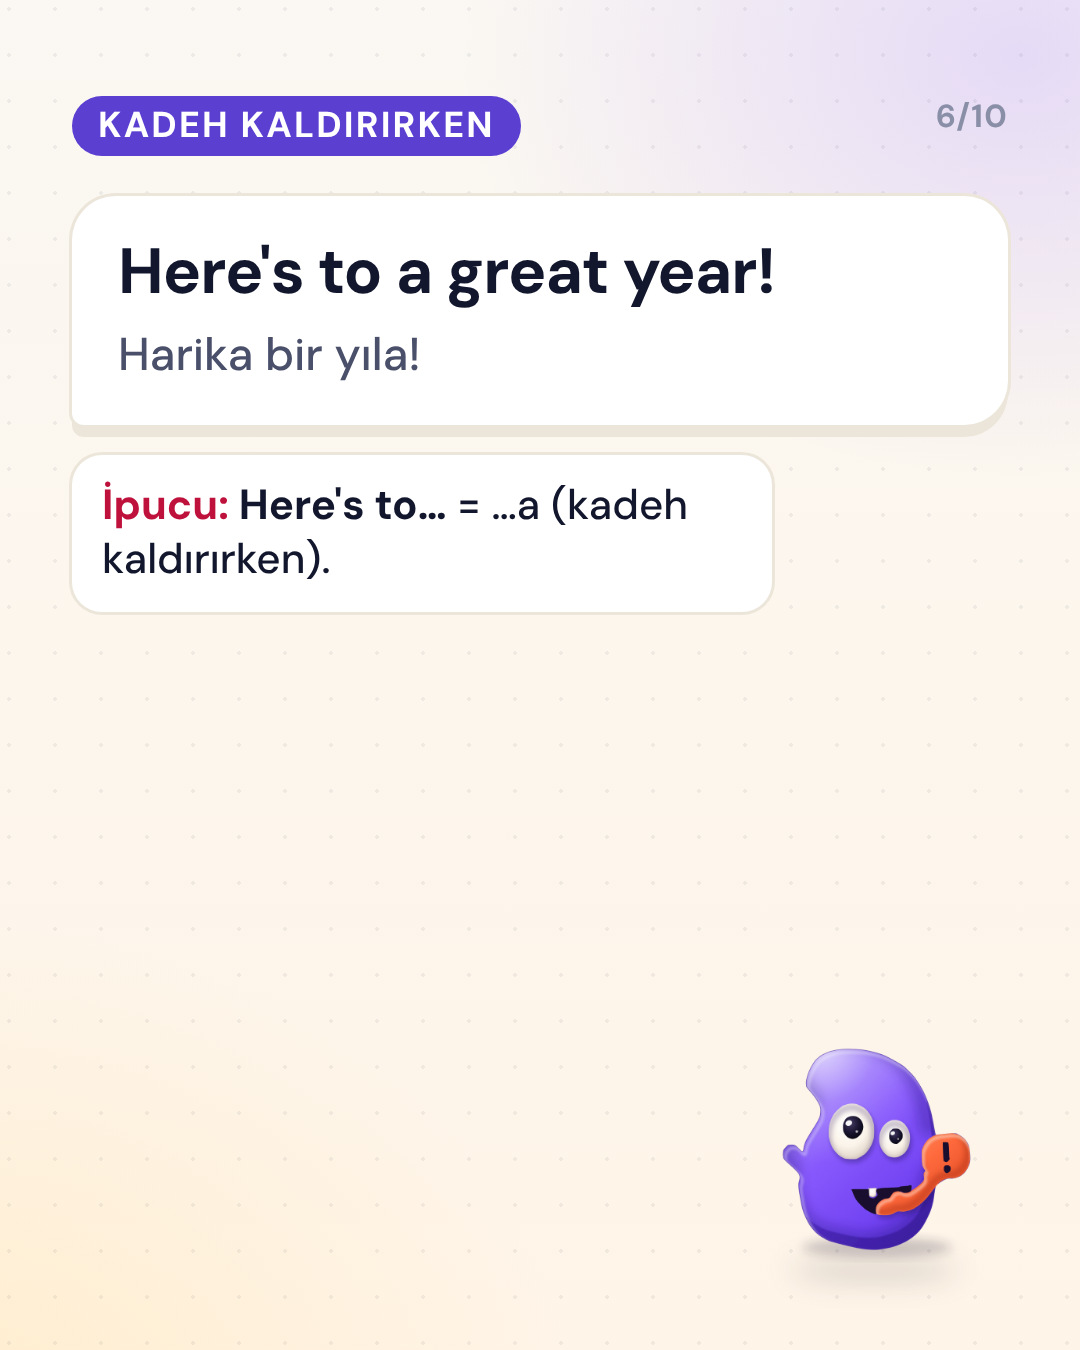 KADEH KALDIRIRKEN
6/10
Here's to a great year!
Harika bir yıla!
İpucu: Here's to... = ...a (kadeh
kaldırırken).
!